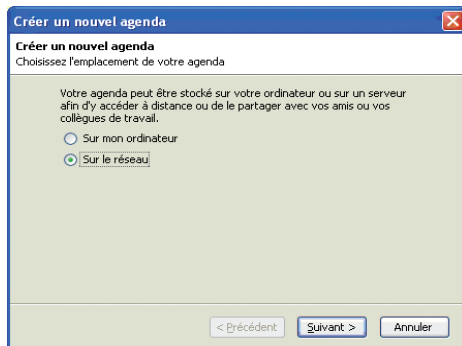 Créer un nouvel agenda
Créer un nouvel agenda
Choisissez l'emplacement de votre agenda
Votre agenda peut être stocké sur votre ordinateur ou sur un serveur
afin d'y accéder à distance ou de le partager avec vos amis ou vos
collègues de travail.
Sur mon ordinateur
Sur le réseau
< Précédent
Suivant >
Annuler